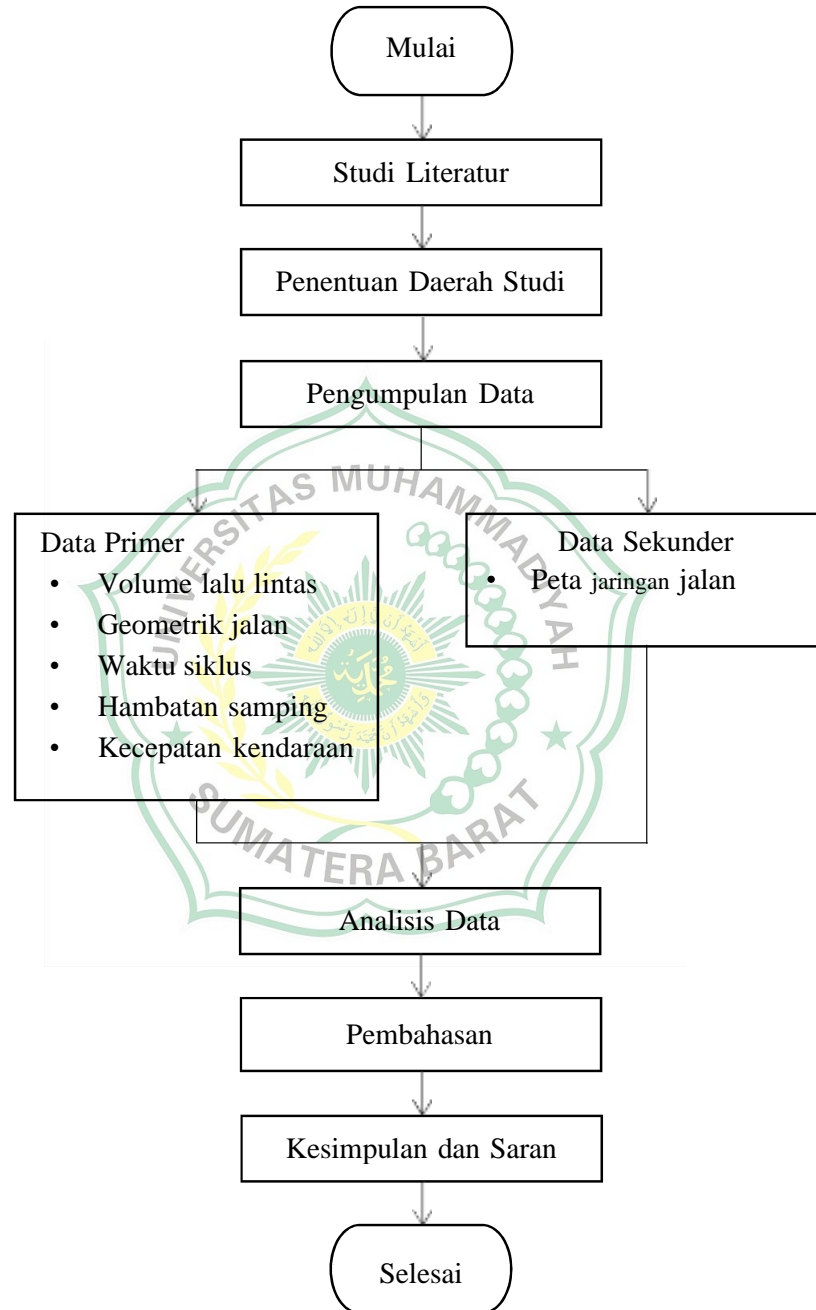 Mulai
Studi Literatur
Penentuan Daerah Studi
Pengumpulan Data
UNIVERSITAS MUHAMMADIYAH
SUMATERA BARAT
Data Primer
• Volume lalu lintas
• Geometrik jalan
• Waktu siklus
• Hambatan samping
• Kecepatan kendaraan
Data Sekunder
• Peta jaringan jalan
Analisis Data
Pembahasan
Kesimpulan dan Saran
Selesai